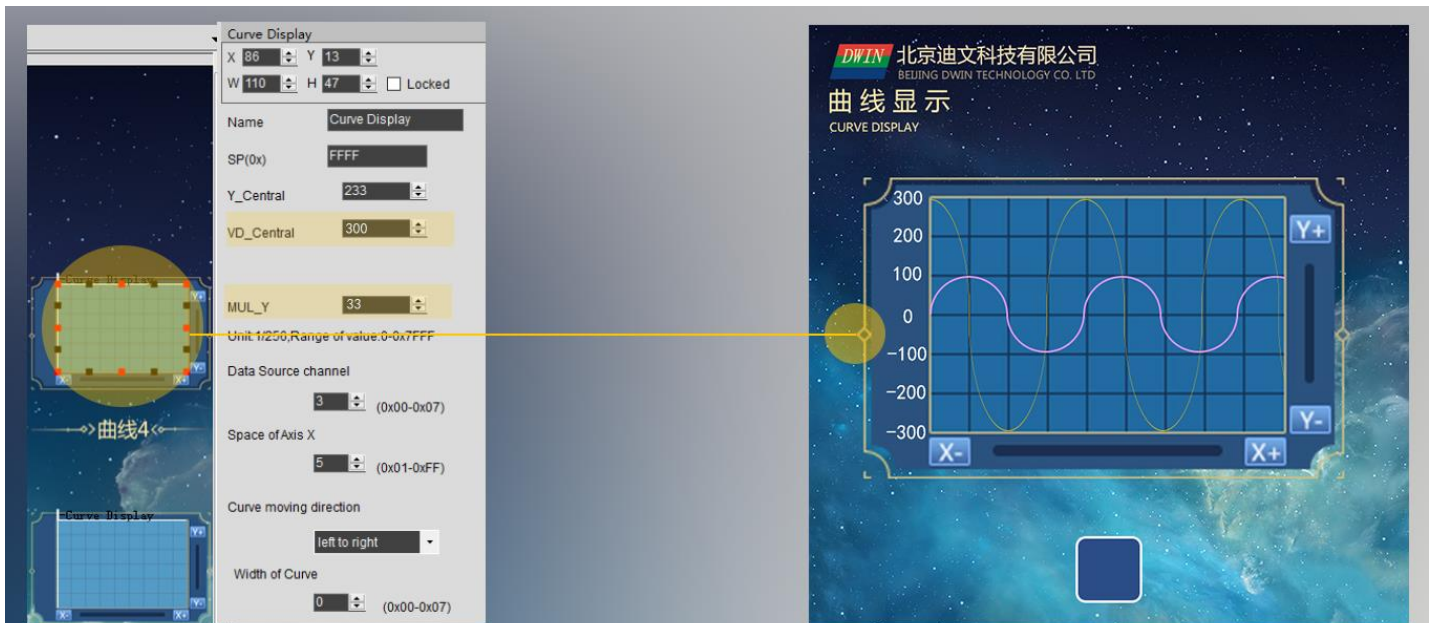 Curve Display
X 86 Y 13
W 110 H 47 Locked
Name Curve Display
SP(0x) FFFF
Y_Central 233
VD_Central 300
MUL_Y 33
Unit:1/256,Range of value:0-0x7FFF
Data Source channel
3 (0x00-0x07)
Space of Axis X
5 (0x01-0xFF)
Curve moving direction
left to right
Width of Curve
0 (0x00-0x07)
Curve Display
Y+
Y-
X- X+
曲线4
Curve Display
Y+
Y-
X- X+
DWIN 北京迪文科技有限公司
BEIJING DWIN TECHNOLOGY CO. LTD
曲线显示
CURVE DISPLAY
300
200
100
0
-100
-200
-300
Y+
Y-
X- X+